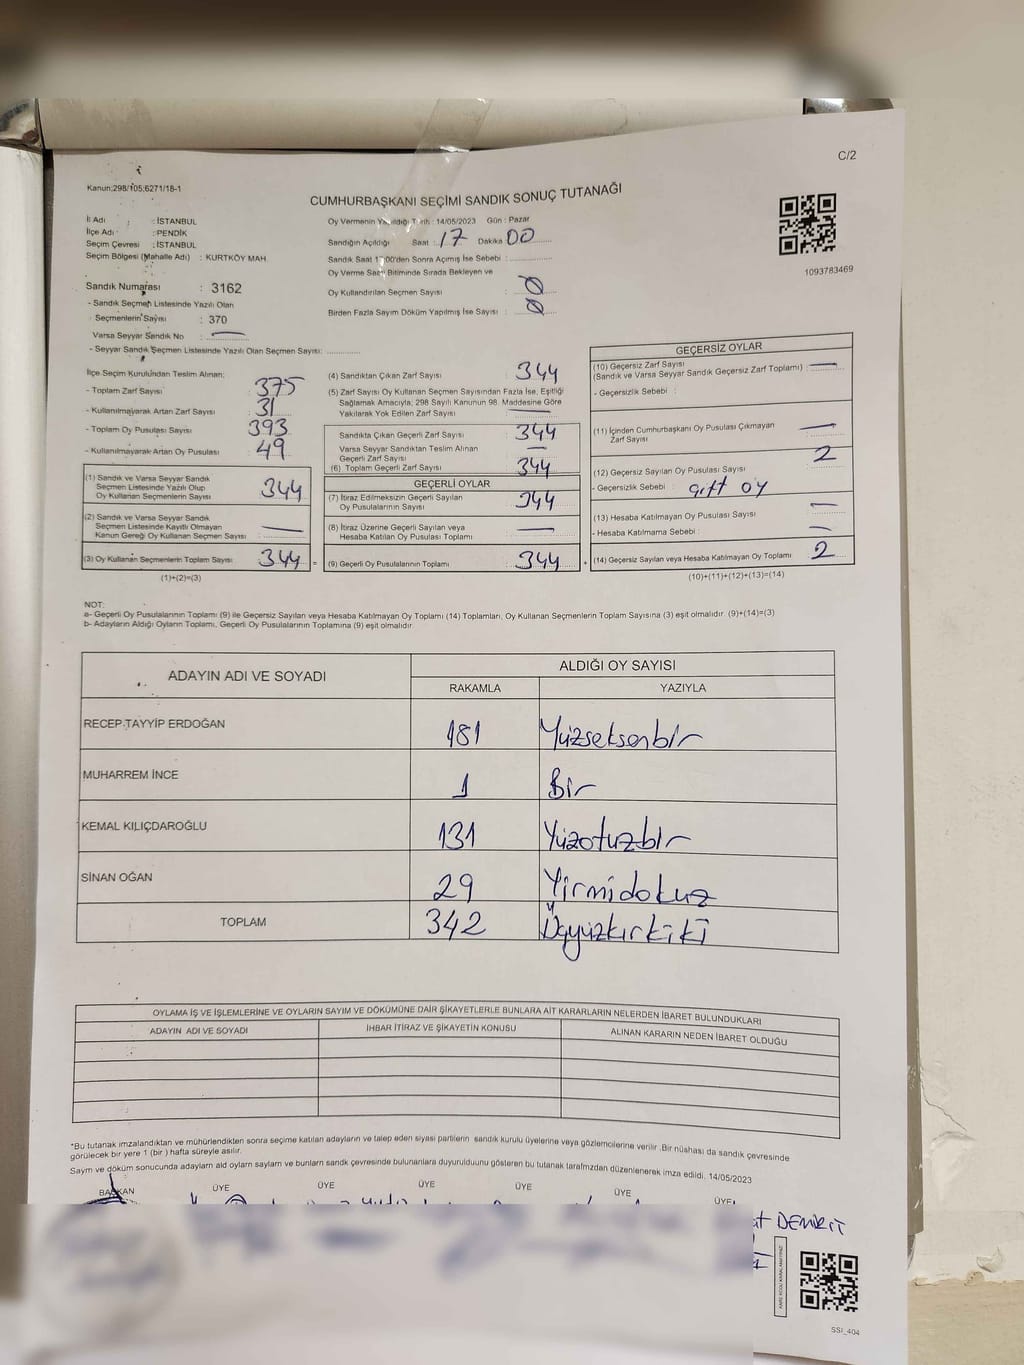 C/2
Kanun;298/105;6271/18-1
CUMHURBAŞKANI SEÇİMİ SANDIK SONUÇ TUTANAĞI
İl Adı : İSTANBUL
İlçe Adı : PENDİK
Seçim Çevresi : İSTANBUL
Seçim Bölgesi (Mahalle Adı) : KURTKÖY MAH.
Oy Vermenin Yapıldığı Tarih : 14/05/2023 Gün : Pazar
Sandığın Açıldığı Saat : 17 Dakika 00
Sandık Saat 17:00'den Sonra Açımış İse Sebebi :
Oy Verme Saati Bitiminde Sırada Bekleyen ve
Oy Kullandırılan Seçmen Sayısı : 0
Birden Fazla Sayım Döküm Yapılmış İse Sayısı : 0
1093783469
Sandık Numarası : 3162
- Sandık Seçmen Listesinde Yazılı Olan
Seçmenlerin Sayısı : 370
Varsa Seyyar Sandık No : —
- Seyyar Sandık Seçmen Listesinde Yazılı Olan Seçmen Sayısı:
İlçe Seçim Kurulundan Teslim Alınan:
- Toplam Zarf Sayısı : 375
- Kullanılmayarak Artan Zarf Sayısı : 31
- Toplam Oy Pusulası Sayısı : 393
- Kullanılmayarak Artan Oy Pusulası : 49
(1) Sandık ve Varsa Seyyar Sandık
Seçmen Listesinde Yazılı Olup
Oy Kullanan Seçmenlerin Sayısı 344
(2) Sandık ve Varsa Seyyar Sandık
Seçmen Listesinde Kayıtlı Olmayan
Kanun Gereği Oy Kullanan Seçmen Sayısı —
(3) Oy Kullanan Seçmenlerin Toplam Sayısı 344 =
(1)+(2)=(3)
(4) Sandıktan Çıkan Zarf Sayısı : 344
(5) Zarf Sayısı Oy Kullanan Seçmen Sayısından Fazla İse, Eşitliği
Sağlamak Amacıyla, 298 Sayılı Kanunun 98. Maddesine Göre
Yakılarak Yok Edilen Zarf Sayısı : —
Sandıkta Çıkan Geçerli Zarf Sayısı : 344
Varsa Seyyar Sandıktan Teslim Alınan
Geçerli Zarf Sayısı : —
(6) Toplam Geçerli Zarf Sayısı : 344
GEÇERLİ OYLAR
(7) İtiraz Edilmeksizin Geçerli Sayılan
Oy Pusulalarının Sayısı : 344
(8) İtiraz Üzerine Geçerli Sayılan veya
Hesaba Katılan Oy Pusulası Toplamı : —
(9) Geçerli Oy Pusulalarının Toplamı : 344 +
GEÇERSİZ OYLAR
(10) Geçersiz Zarf Sayısı
(Sandık ve Varsa Seyyar Sandık Geçersiz Zarf Toplamı) : —
- Geçersizlik Sebebi :
(11) İçinden Cumhurbaşkanı Oy Pusulası Çıkmayan
Zarf Sayısı —
(12) Geçersiz Sayılan Oy Pusulası Sayısı 2
- Geçersizlik Sebebi : Çift oy
(13) Hesaba Katılmayan Oy Pusulası Sayısı —
- Hesaba Katılmama Sebebi : —
(14) Geçersiz Sayılan veya Hesaba Katılmayan Oy Toplamı 2
(10)+(11)+(12)+(13)=(14)
NOT:
a- Geçerli Oy Pusulalarının Toplamı (9) ile Geçersiz Sayılan veya Hesaba Katılmayan Oy Toplamı (14) Toplamları, Oy Kullanan Seçmenlerin Toplam Sayısına (3) eşit olmalıdır. (9)+(14)=(3)
b- Adayların Aldığı Oyların Toplamı, Geçerli Oy Pusulalarının Toplamına (9) eşit olmalıdır.
ADAYIN ADI VE SOYADI ALDIĞI OY SAYISI
RAKAMLA YAZIYLA
RECEP TAYYİP ERDOĞAN 181 Yüzseksenbir
MUHARREM İNCE 1 Bir
KEMAL KILIÇDAROĞLU 131 Yüzotuzbir
SİNAN OĞAN 29 Yirmidokuz
TOPLAM 342 Üçyüzkırkiki
OYLAMA İŞ VE İŞLEMLERİNE VE OYLARIN SAYIM VE DÖKÜMÜNE DAİR ŞİKAYETLERLE BUNLARA AİT KARARLARIN NELERDEN İBARET BULUNDUKLARI
ADAYIN ADI VE SOYADI İHBAR İTİRAZ VE ŞİKAYETİN KONUSU ALINAN KARARIN NEDEN İBARET OLDUĞU
*Bu tutanak imzalandıktan ve mühürlendikten sonra seçime katılan adayların ve talep eden siyasi partilerin sandık kurulu üyelerine veya gözlemcilerine verilir. Bir nüshası da sandık çevresinde
görülecek bir yere 1 (bir ) hafta süreyle asılır.
Sayım ve döküm sonucunda adayların ald oyların sayıların ve bunların sandk çevresinde bulunanlara duyurulduunu gösteren bu tutanak tarafmzdan düzenlenerek imza edildi. 14/05/2023
BAŞKAN ÜYE ÜYE ÜYE ÜYE ÜYE ÜYE
DEMİRİT
SSI_404